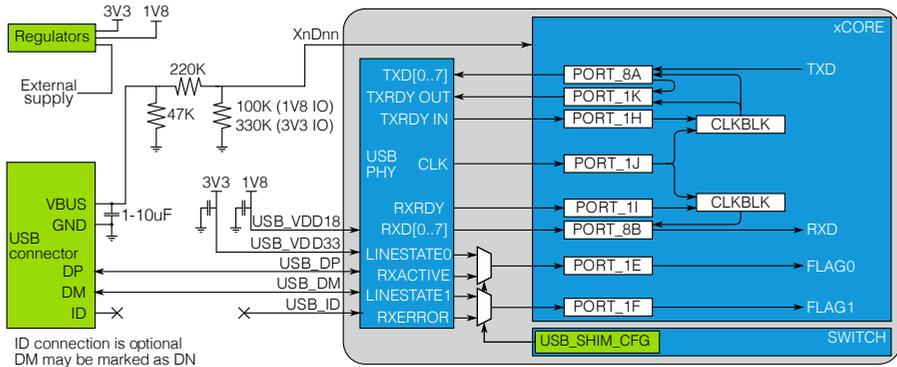 3V3 1V8
Regulators
External
supply
220K
47K
100K (1V8 IO)
330K (3V3 IO)
XnDnn
xCORE
TXD[0..7]
PORT_8A
TXD
TXRDY OUT
PORT_1K
TXRDY IN
PORT_1H
CLKBLK
USB
PHY
CLK
PORT_1J
RXRDY
PORT_1I
CLKBLK
RXD[0..7]
PORT_8B
RXD
LINESTATE0
RXACTIVE
PORT_1E
FLAG0
LINESTATE1
RXERROR
PORT_1F
FLAG1
USB_SHIM_CFG
SWITCH
3V3 1V8
USB_VDD18
USB_VDD33
USB_DP
USB_DM
USB_ID
VBUS
1-10uF
GND
USB
connector
DP
DM
ID
ID connection is optional
DM may be marked as DN